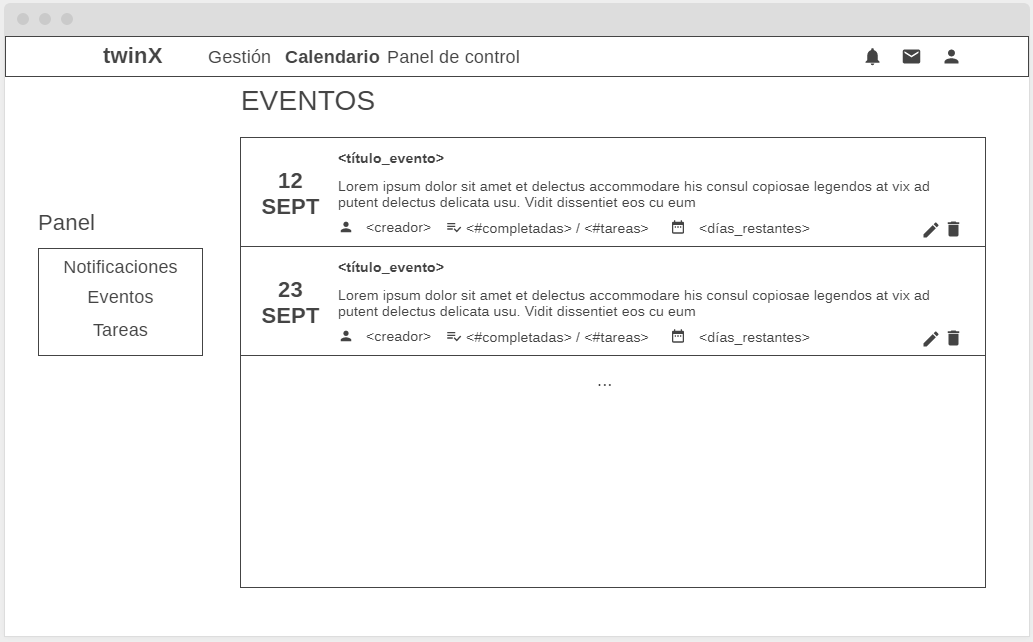 twinX Gestión Calendario Panel de control
EVENTOS
Panel
Notificaciones
Eventos
Tareas
12
SEPT
<título_evento>
Lorem ipsum dolor sit amet et delectus accommodare his consul copiosae legendos at vix ad
putent delectus delicata usu. Vidit dissentiet eos cu eum
<creador> <#completadas> / <#tareas> <días_restantes>
23
SEPT
<título_evento>
Lorem ipsum dolor sit amet et delectus accommodare his consul copiosae legendos at vix ad
putent delectus delicata usu. Vidit dissentiet eos cu eum
<creador> <#completadas> / <#tareas> <días_restantes>
...